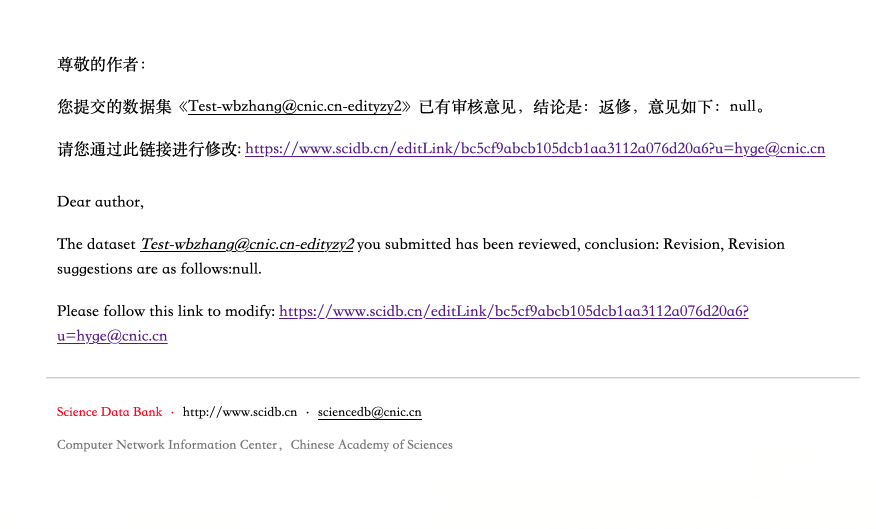 尊敬的作者：
您提交的数据集《Test-wbzhang@cnic.cn-edityzy2》已有审核意见，结论是：返修，意见如下：null。
请您通过此链接进行修改: https://www.scidb.cn/editLink/bc5cf9abcb105dcb1aa3112a076d20a6?u=hyge@cnic.cn
Dear author,
The dataset Test-wbzhang@cnic.cn-edityzy2 you submitted has been reviewed, conclusion: Revision, Revision
suggestions are as follows:null.
Please follow this link to modify: https://www.scidb.cn/editLink/bc5cf9abcb105dcb1aa3112a076d20a6?
u=hyge@cnic.cn
Science Data Bank · http://www.scidb.cn · sciencedb@cnic.cn
Computer Network Information Center，Chinese Academy of Sciences